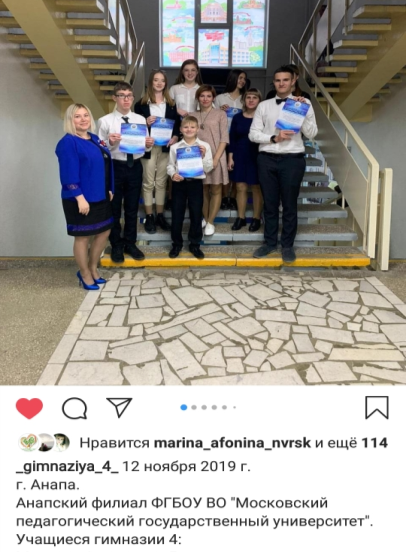 Нравится marina_afonina_nvrsk и ещё 114
_gimnaziya_4_ 12 ноября 2019 г.
г. Анапа.
Анапский филиал ФГБОУ ВО "Московский
педагогический государственный университет".
Учащиеся гимназии 4: